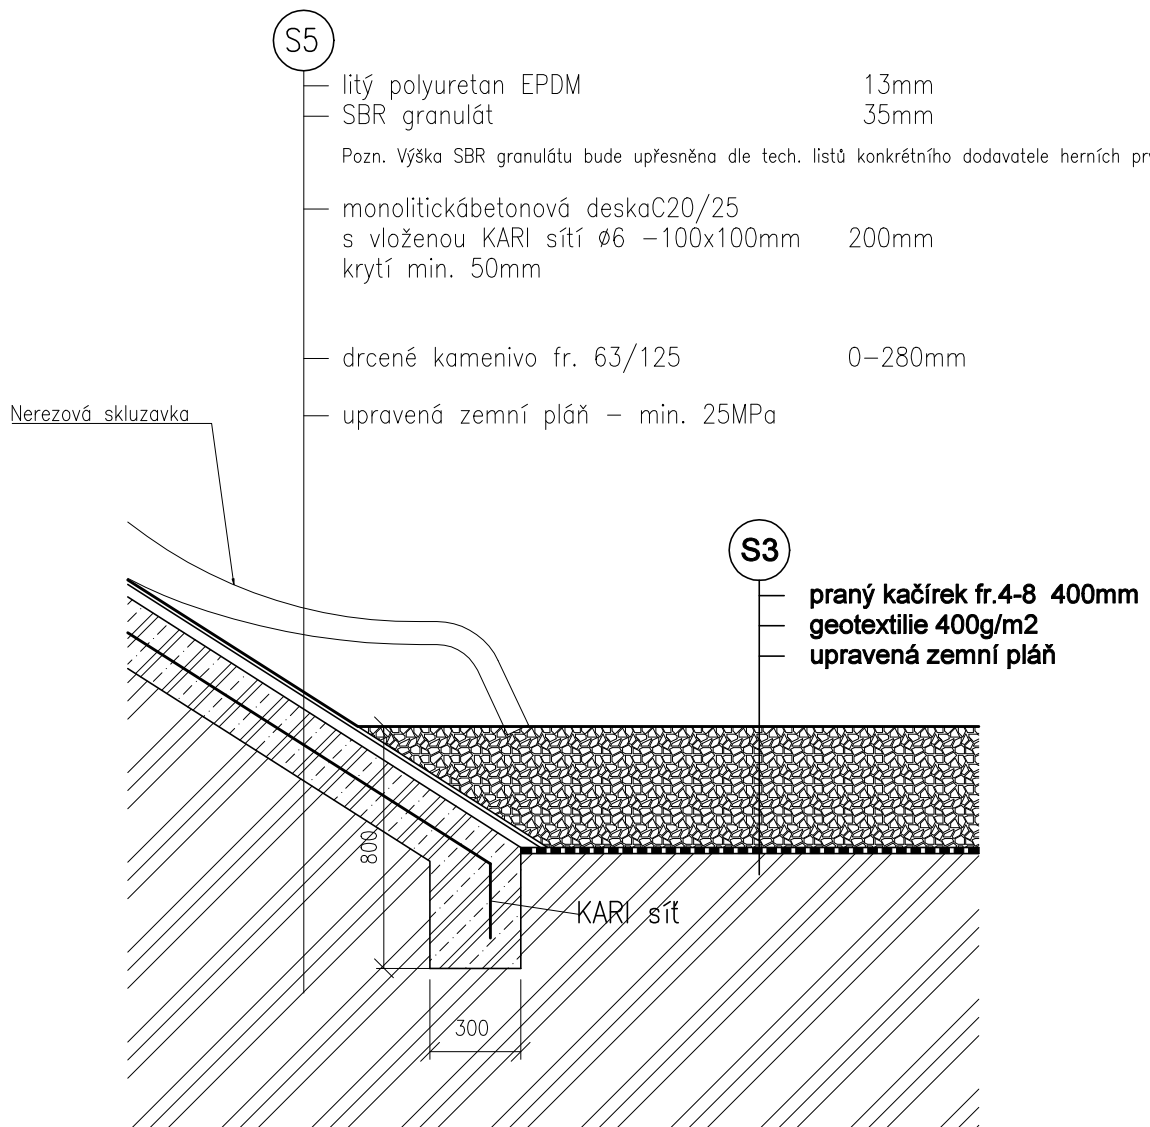 S5
litý polyuretan EPDM 13mm
SBR granulát 35mm
Pozn. Výška SBR granulátu bude upřesněna dle tech. listů konkrétního dodavatele herních
monolitickábetonová deskaC20/25
s vloženou KARI sítí ø6 -100x100mm 200mm
krytí min. 50mm
drcené kamenivo fr. 63/125 0-280mm
upravená zemní pláň - min. 25MPa
Nerezová skluzavka
S3
praný kačírek fr.4-8 400mm
geotextilie 400g/m2
upravená zemní pláň
800
KARI síť
300